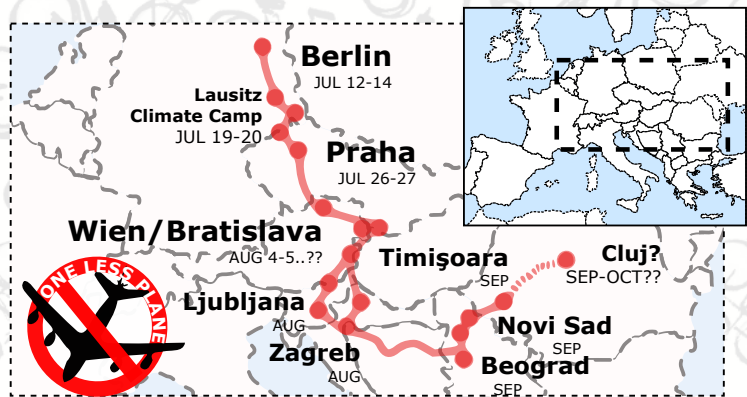 Berlin
JUL 12-14
Lausitz
Climate Camp
JUL 19-20
Praha
JUL 26-27
Wien/Bratislava
AUG 4-5..??
Timişoara
SEP
Cluj?
SEP-OCT??
ONE LESS PLANE
Ljubljana
AUG
Novi Sad
SEP
Zagreb
AUG
Beograd
SEP